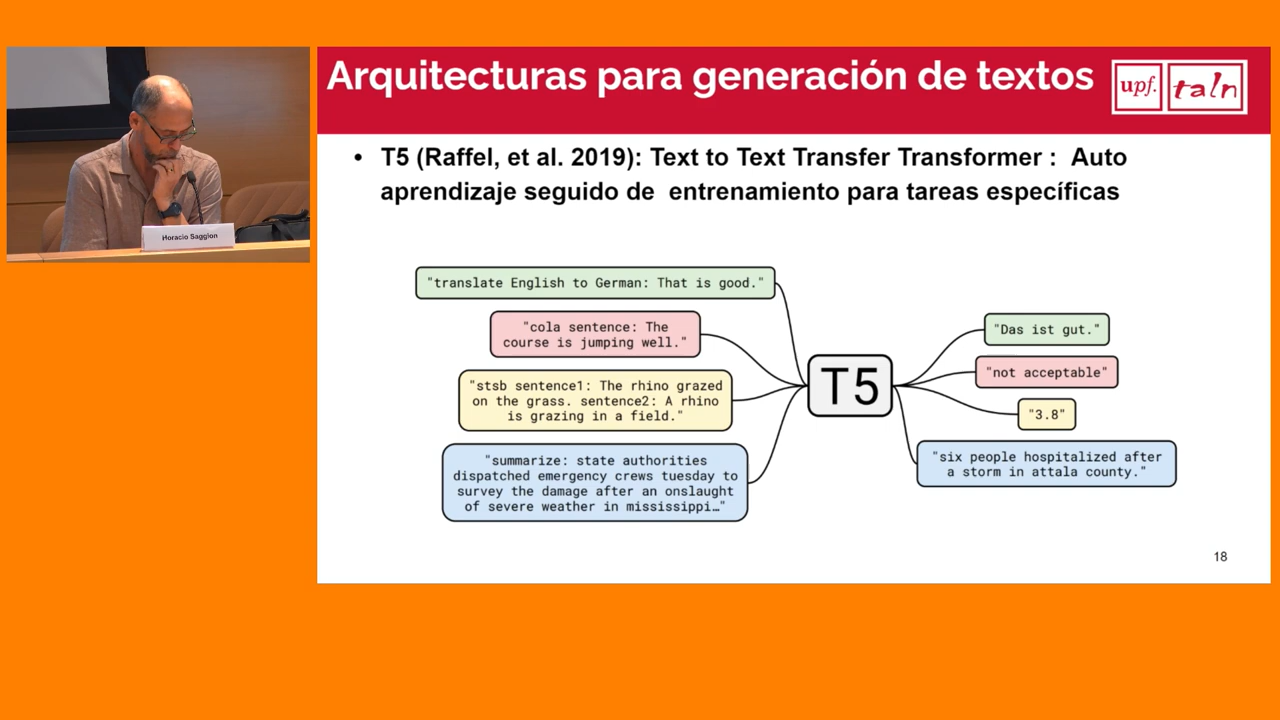 Arquitecturas para generación de textos
upf.
taln
Horacio Saggion
• T5 (Raffel, et al. 2019): Text to Text Transfer Transformer : Auto
aprendizaje seguido de entrenamiento para tareas específicas
"translate English to German: That is good."
"cola sentence: The
course is jumping well."
"stsb sentence1: The rhino grazed
on the grass. sentence2: A rhino
is grazing in a field."
"summarize: state authorities
dispatched emergency crews tuesday to
survey the damage after an onslaught
of severe weather in mississippi…"
T5
"Das ist gut."
"not acceptable"
"3.8"
"six people hospitalized after
a storm in attala county."
18